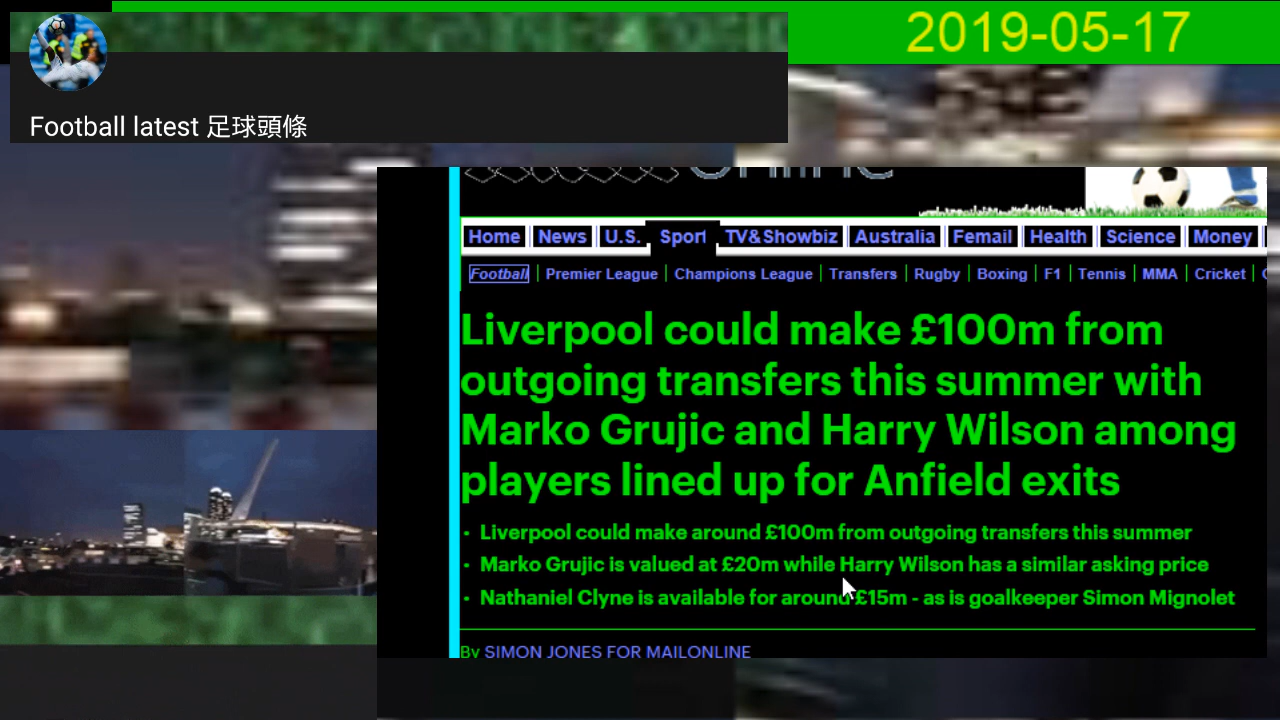 2019-05-17
Football latest 足球頭條
Online
Home News U.S. Sport TV&Showbiz Australia Femail Health Science Money
Football Premier League Champions League Transfers Rugby Boxing F1 Tennis MMA Cricket
Liverpool could make £100m from
outgoing transfers this summer with
Marko Grujic and Harry Wilson among
players lined up for Anfield exits
· Liverpool could make around £100m from outgoing transfers this summer
· Marko Grujic is valued at £20m while Harry Wilson has a similar asking price
· Nathaniel Clyne is available for around £15m - as is goalkeeper Simon Mignolet
By SIMON JONES FOR MAILONLINE